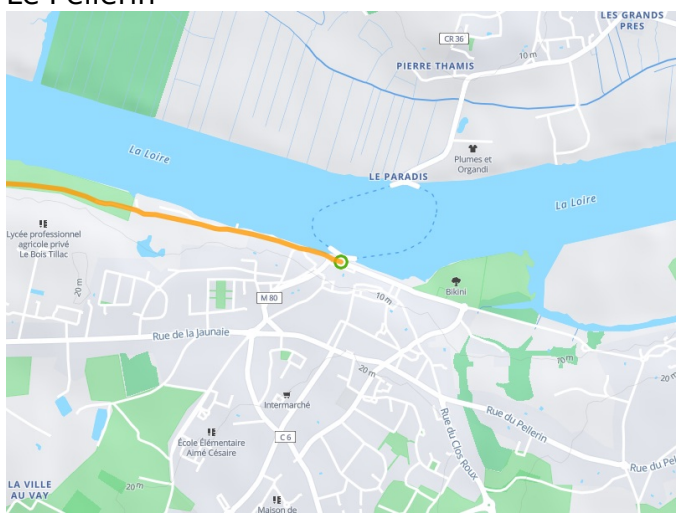 Le Pellerin
LES GRANDS
PRES
CR 36
10 m
PIERRE THAMIS
La Loire
Plumes et
Organdi
LE PARADIS
La Loire
Lycée professionnel
agricole privé
Le Bois Tillac
20 m
M 80
10 m
Bikini
Rue de la Jaunaie
20 m
20 m
Intermarché
Rue du Pellerin
Rue du Clos Roux
École Élémentaire
Aimé Césaire
C 6
Rue du Pel
LA VILLE
AU VAY
20 m
Maison de